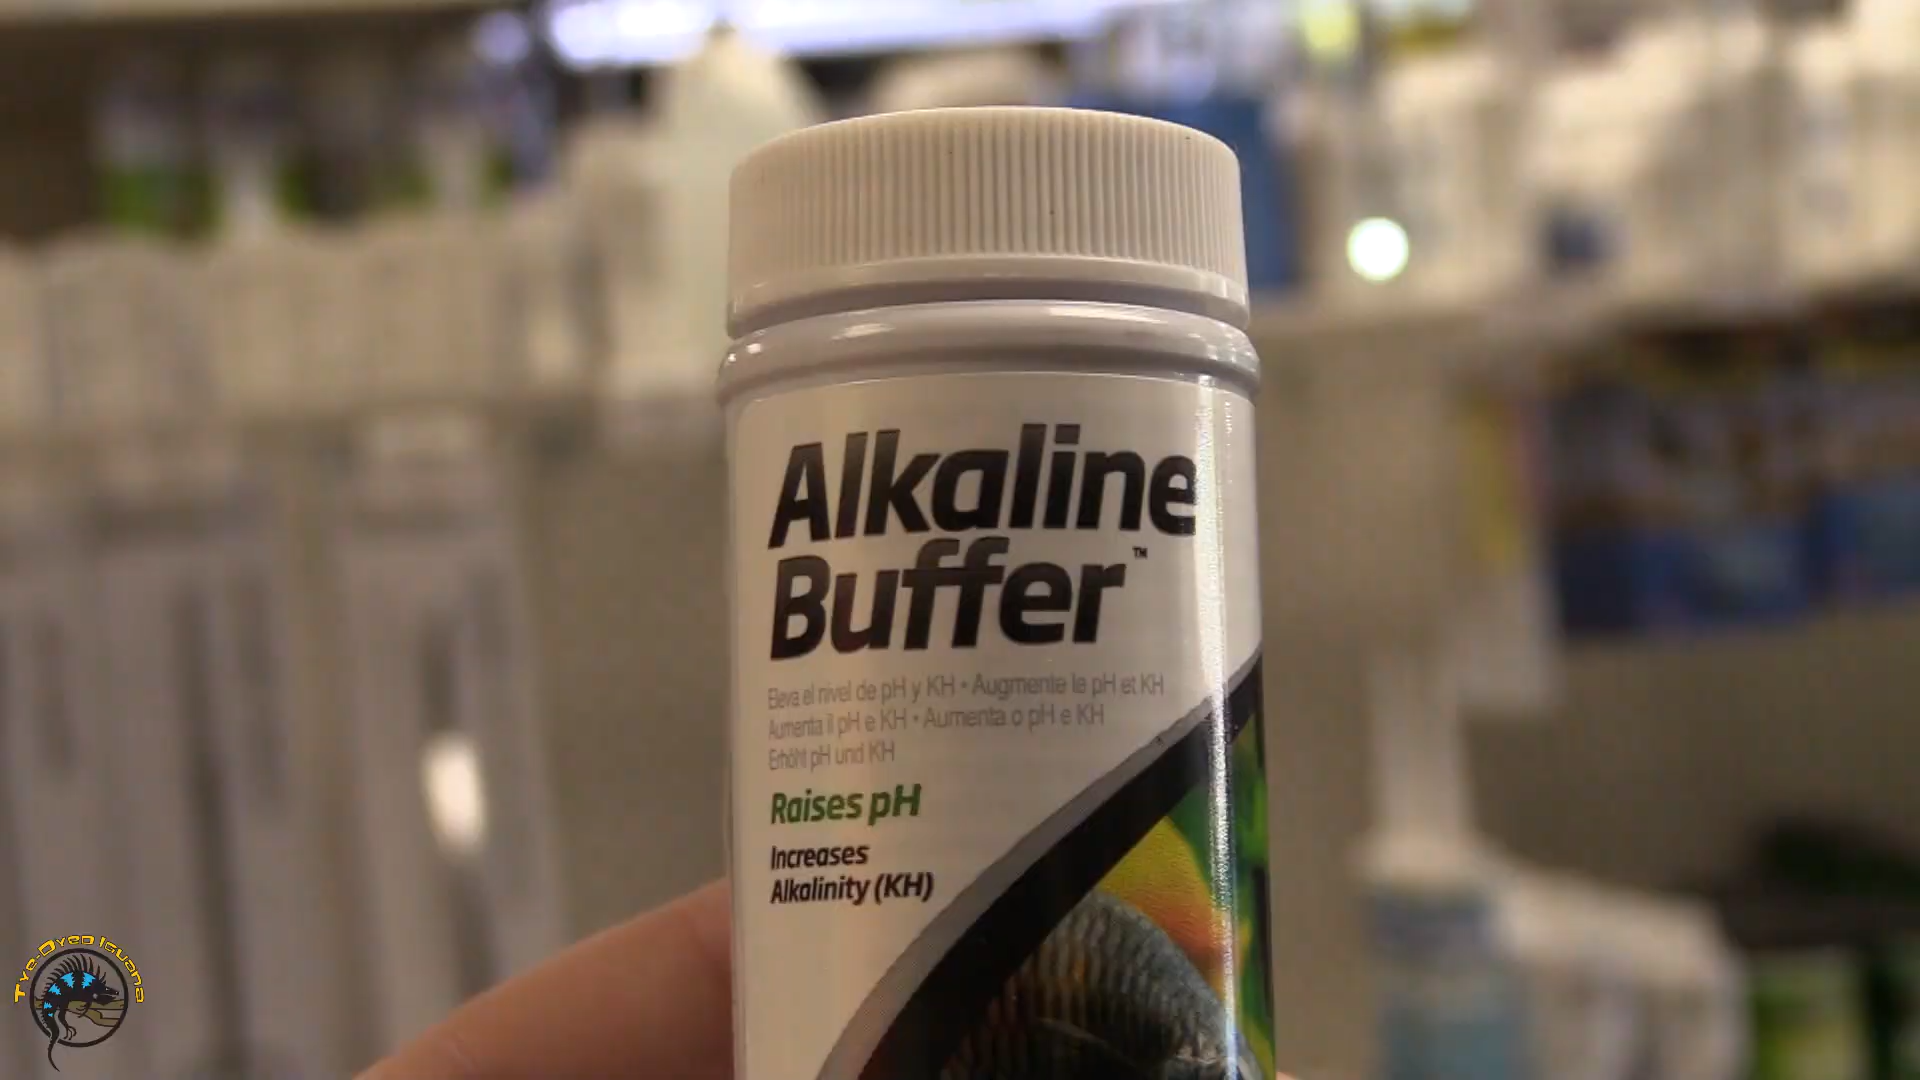 Alkaline
Buffer™
Eleva el nivel de pH y KH • Augmente le pH et KH
Aumenta il pH e KH • Aumenta o pH e KH
Erhöht pH und KH
Raises pH
Increases
Alkalinity (KH)
Tye-Dyed Iguana